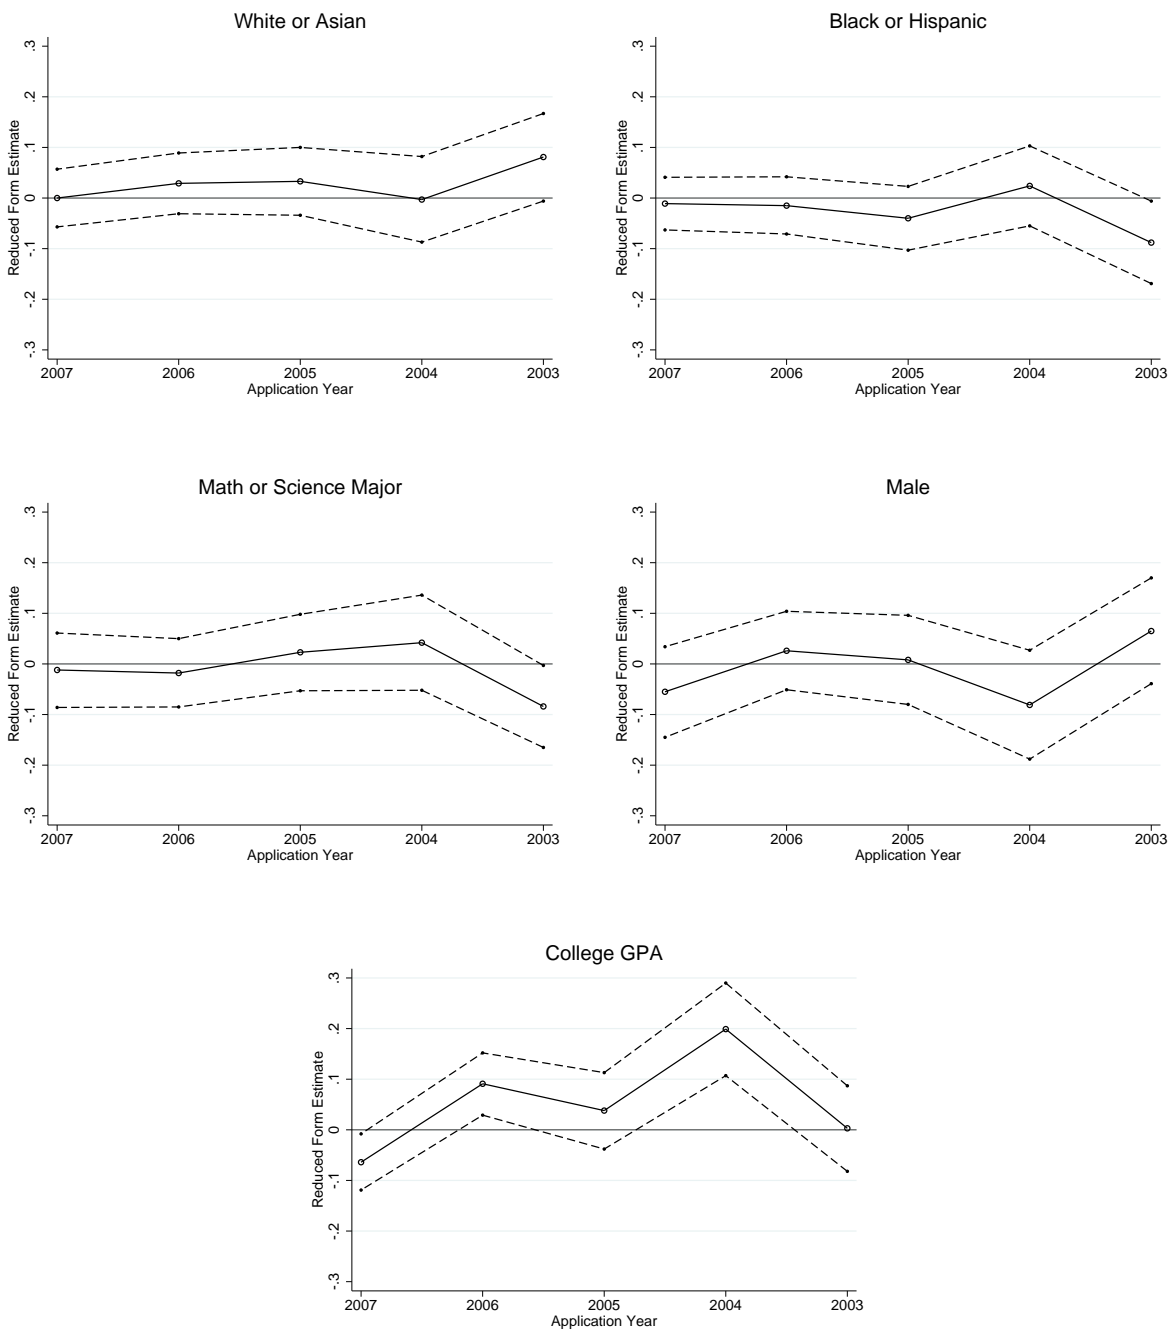 White or Asian
Reduced Form Estimate
.3
.2
.1
0
-.1
-.2
-.3
2007 2006 2005 2004 2003
Application Year
Black or Hispanic
Reduced Form Estimate
.3
.2
.1
0
-.1
-.2
-.3
2007 2006 2005 2004 2003
Application Year
Math or Science Major
Reduced Form Estimate
.3
.2
.1
0
-.1
-.2
-.3
2007 2006 2005 2004 2003
Application Year
Male
Reduced Form Estimate
.3
.2
.1
0
-.1
-.2
-.3
2007 2006 2005 2004 2003
Application Year
College GPA
Reduced Form Estimate
.3
.2
.1
0
-.1
-.2
-.3
2007 2006 2005 2004 2003
Application Year